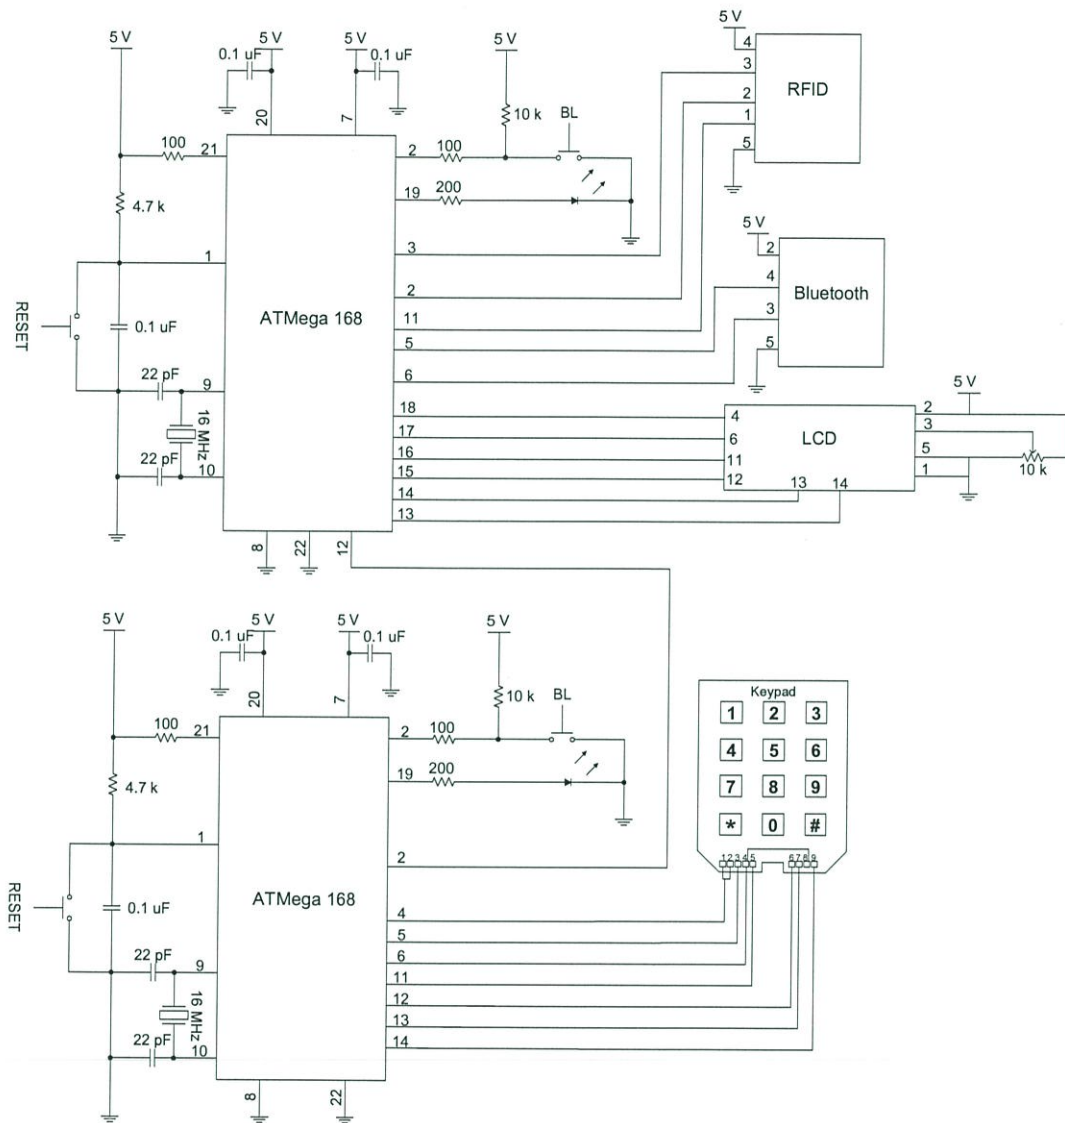 5 V
5 V
5 V
5 V
5 V
0.1 uF
0.1 uF
4
3
RFID
20
7
10 k
BL
2
1
100
21
2
100
5
19
200
4.7 k
5 V
3
2
1
4
2
Bluetooth
ATMega 168
3
RESET
0.1 uF
11
5
5
22 pF
6
9
5 V
16 MHz
18
4
2
17
6
LCD
3
22 pF
16
11
5
10
15
12
10 k
14
13
14
1
13
8
22
12
5 V
5 V
5 V
5 V
0.1 uF
0.1 uF
20
7
10 k
BL
Keypad
1 2 3
100
21
2
100
4 5 6
19
200
4.7 k
7 8 9
1
* 0 #
2
1 2 3 4 5 6 7 8 9
ATMega 168
RESET
0.1 uF
4
5
22 pF
6
9
11
16 MHz
12
13
22 pF
10
14
8
22